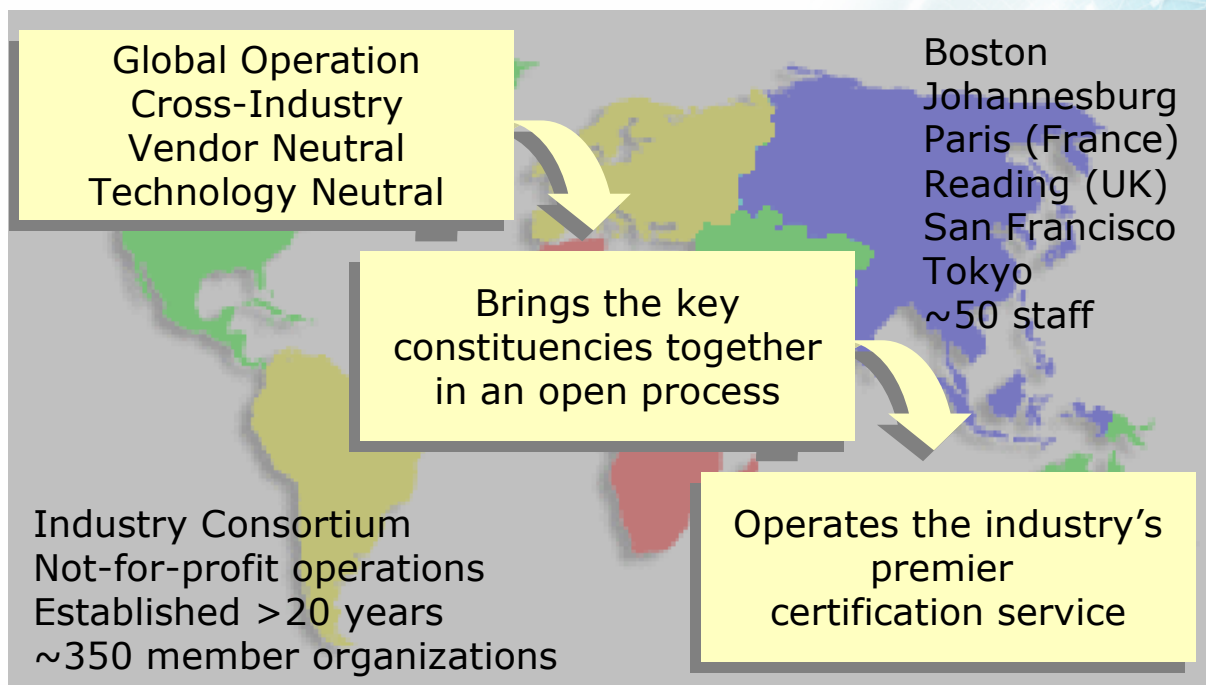 Global Operation
Cross-Industry
Vendor Neutral
Technology Neutral
Boston
Johannesburg
Paris (France)
Reading (UK)
San Francisco
Tokyo
~50 staff
Brings the key
constituencies together
in an open process
Industry Consortium
Not-for-profit operations
Established >20 years
~350 member organizations
Operates the industry’s
premier
certification service